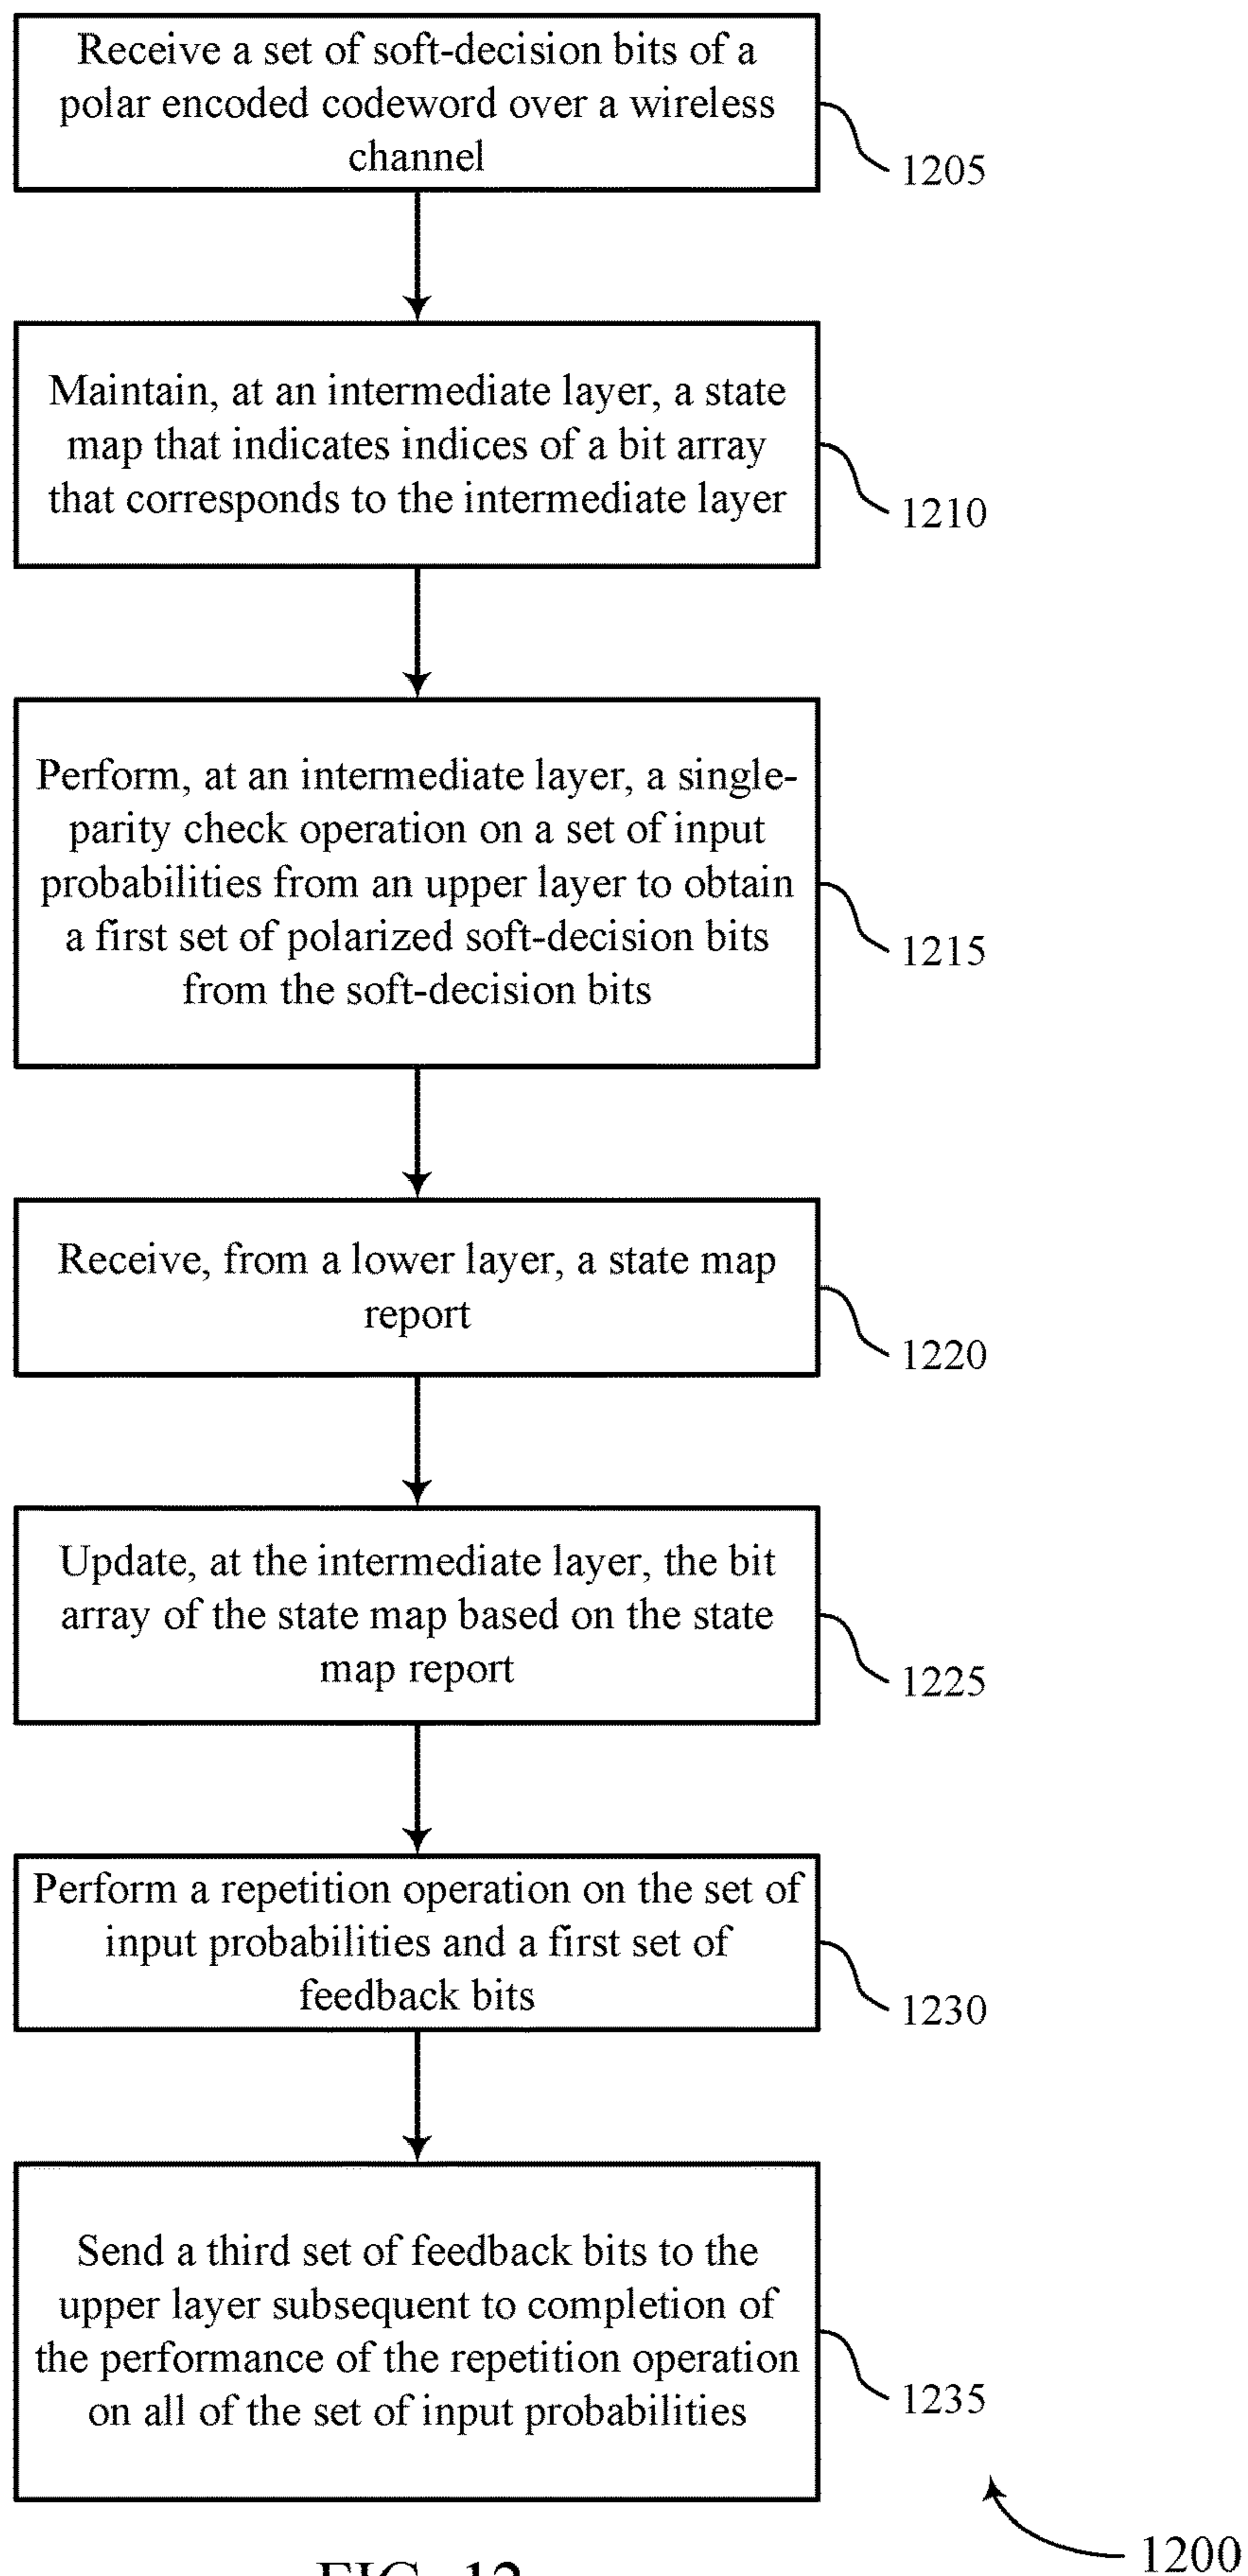 Receive a set of soft-decision bits of a
polar encoded codeword over a wireless
channel
1205
Maintain, at an intermediate layer, a state
map that indicates indices of a bit array
that corresponds to the intermediate layer
1210
Perform, at an intermediate layer, a single-
parity check operation on a set of input
probabilities from an upper layer to obtain
a first set of polarized soft-decision bits
from the soft-decision bits
1215
Receive, from a lower layer, a state map
report
1220
Update, at the intermediate layer, the bit
array of the state map based on the state
map report
1225
Perform a repetition operation on the set of
input probabilities and a first set of
feedback bits
1230
Send a third set of feedback bits to the
upper layer subsequent to completion of
the performance of the repetition operation
on all of the set of input probabilities
1235
1200
FIG. 12